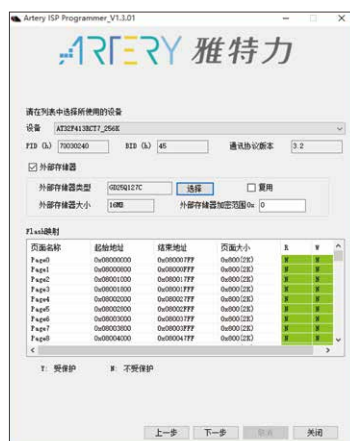 Artery ISP Programmer_V1.3.01
ARTERY 雅特力
请在列表中选择所使用的设备
设备 AT32F413RCT7_256K
PID (h) 70030240 BID (h) 45 通讯协议版本 3.2
外部存储器
外部存储器类型 GD25Q127C 选择 复用
外部存储器大小 16MB 外部存储器加密范围0x 0
Flash映射
页面名称 起始地址 结束地址 页面大小 R W
Page0 0x08000000 0x080007FF 0x800(2K) N N
Page1 0x08000800 0x08000FFF 0x800(2K) N N
Page2 0x08001000 0x080017FF 0x800(2K) N N
Page3 0x08001800 0x08001FFF 0x800(2K) N N
Page4 0x08002000 0x080027FF 0x800(2K) N N
Page5 0x08002800 0x08002FFF 0x800(2K) N N
Page6 0x08003000 0x080037FF 0x800(2K) N N
Page7 0x08003800 0x08003FFF 0x800(2K) N N
Page8 0x08004000 0x080047FF 0x800(2K) N N
Y: 受保护 N: 不受保护
上一步 下一步 取消 关闭